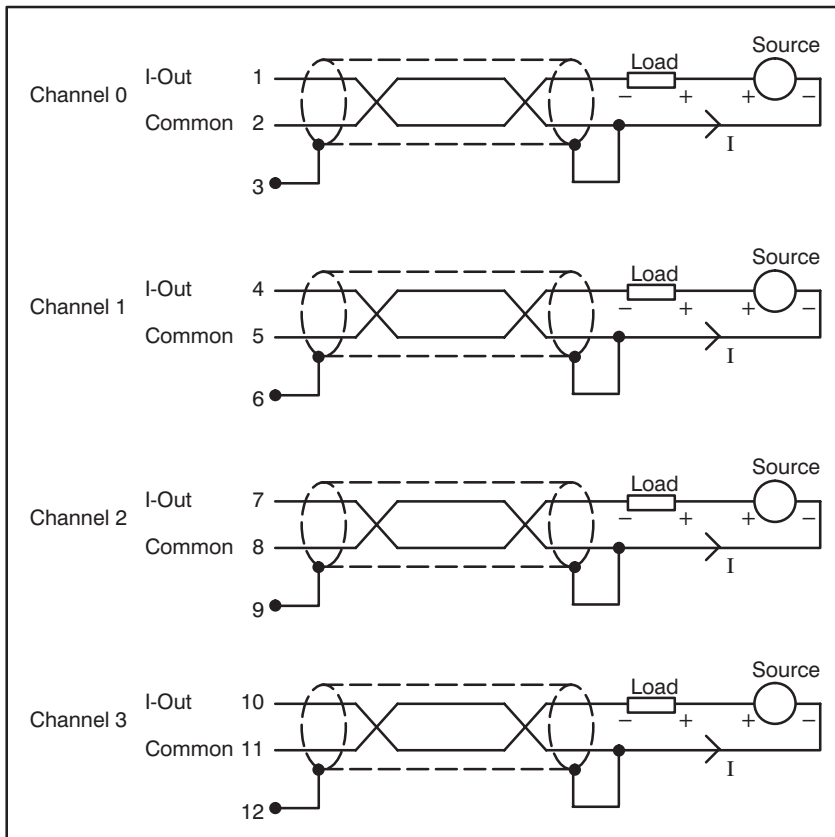 Source
I-Out 1 Load
Channel 0 − + + −
Common 2
I
3
Source
I-Out 4 Load
Channel 1 − + + −
Common 5
I
6
Source
I-Out 7 Load
Channel 2 − + + −
Common 8
I
9
Source
I-Out 10 Load
Channel 3 − + + −
Common 11
I
12